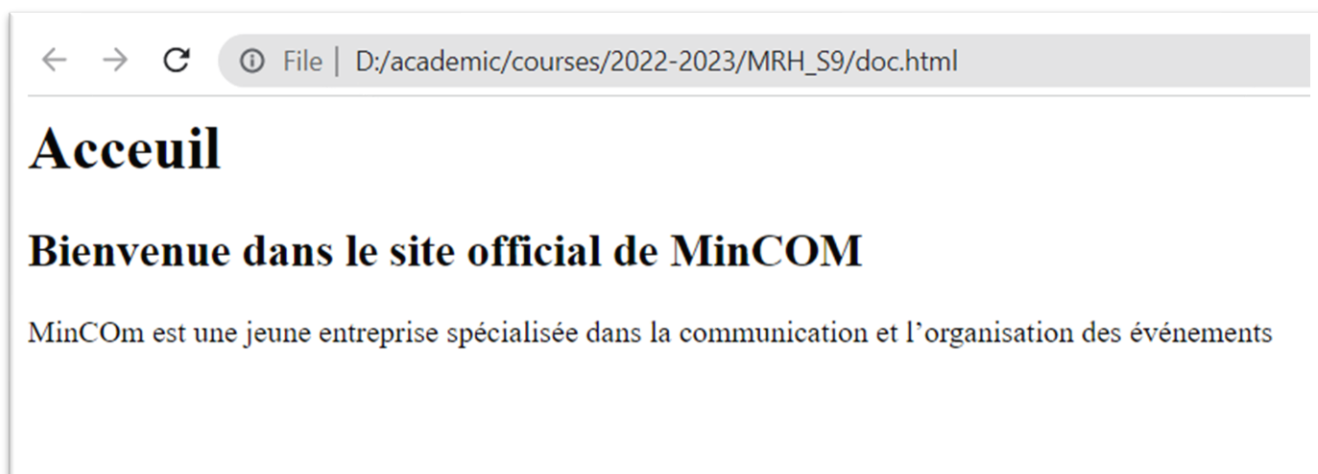 File | D:/academic/courses/2022-2023/MRH_S9/doc.html
Acceuil
Bienvenue dans le site official de MinCOM
MinCOm est une jeune entreprise spécialisée dans la communication et l’organisation des événements